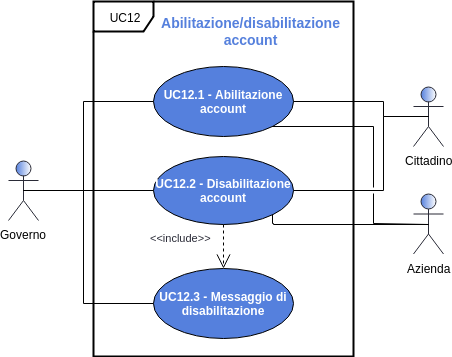 UC12
Abilitazione/disabilitazione
account
UC12.1 - Abilitazione
account
Cittadino
UC12.2 - Disabilitazione
account
Governo
<<include>>
Azienda
UC12.3 - Messaggio di
disabilitazione